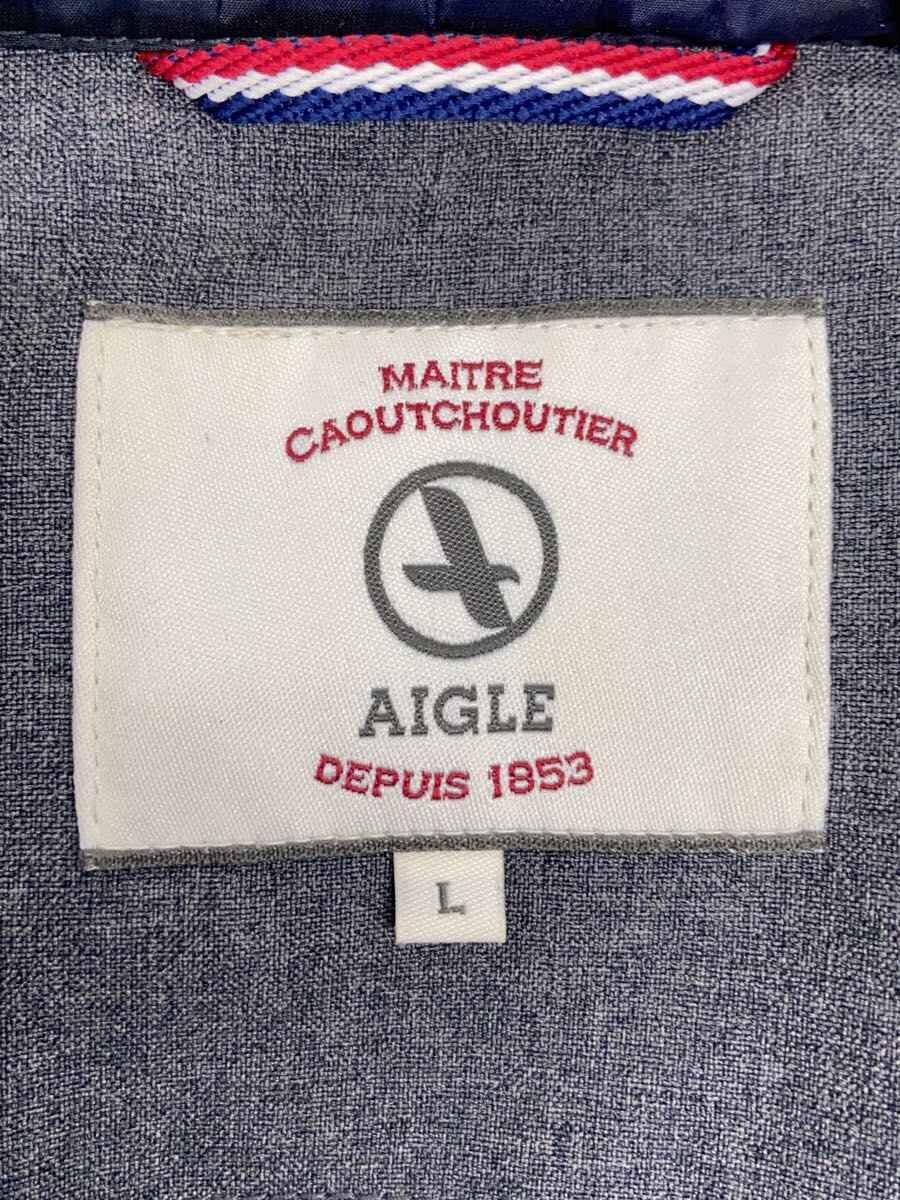 MAITRE
CAOUTCHOUTIER
AIGLE
DEPUIS 1853
L